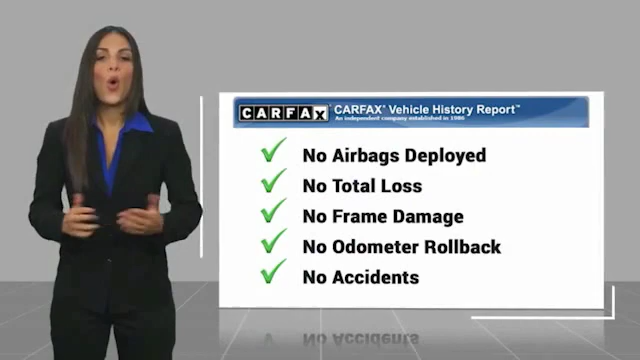 CARFAX CARFAX® Vehicle History Report™
An independent company established in 1986
No Airbags Deployed
No Total Loss
No Frame Damage
No Odometer Rollback
No Accidents